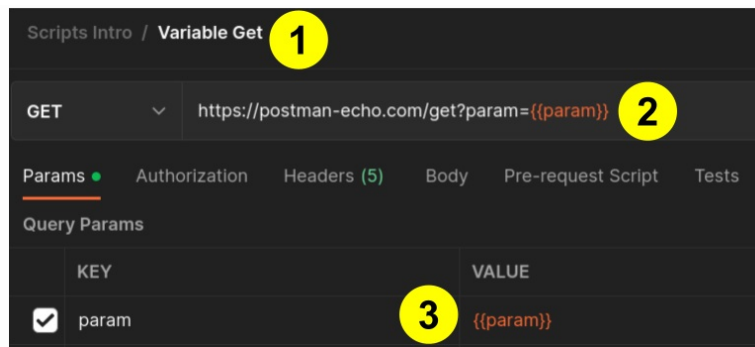 Scripts Intro / Variable Get 1
GET https://postman-echo.com/get?param={{param}} 2
Params Authorization Headers (5) Body Pre-request Script Tests
Query Params
KEY VALUE
param 3 {{param}}